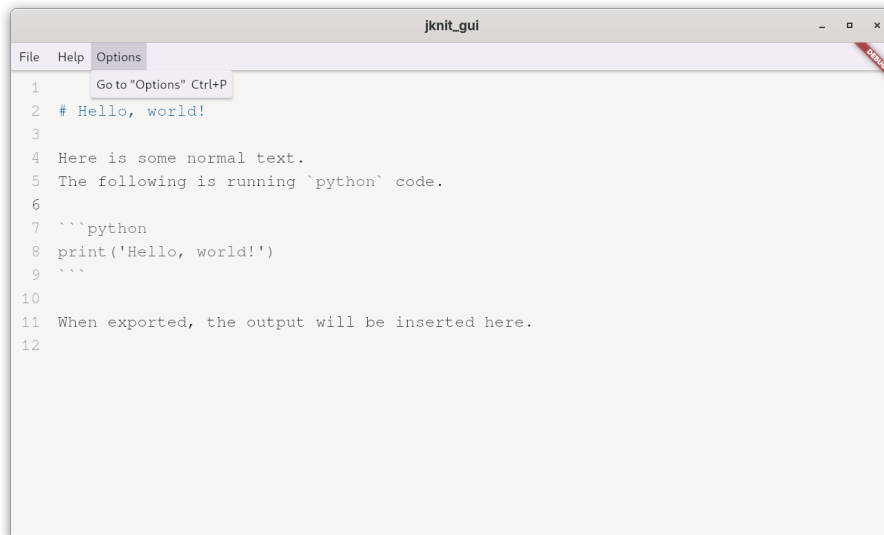 jknit_gui
File Help Options
DEBUG
Go to "Options" Ctrl+P
1
2 # Hello, world!
3
4 Here is some normal text.
5 The following is running `python` code.
6
7 ```python
8 print('Hello, world!')
9 ```
10
11 When exported, the output will be inserted here.
12